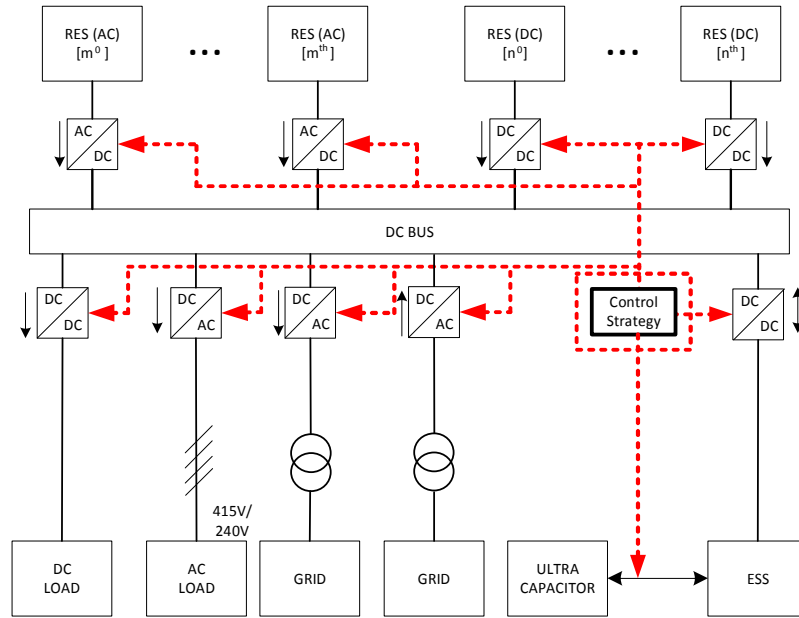 RES (AC)
[m⁰]
...
RES (AC)
[mᵗʰ]
RES (DC)
[n⁰]
...
RES (DC)
[nᵗʰ]
AC
DC
AC
DC
DC
DC
DC
DC
DC BUS
DC
DC
DC
AC
DC
AC
DC
AC
Control
Strategy
DC
DC
415V/
240V
DC
LOAD
AC
LOAD
GRID
GRID
ULTRA
CAPACITOR
ESS